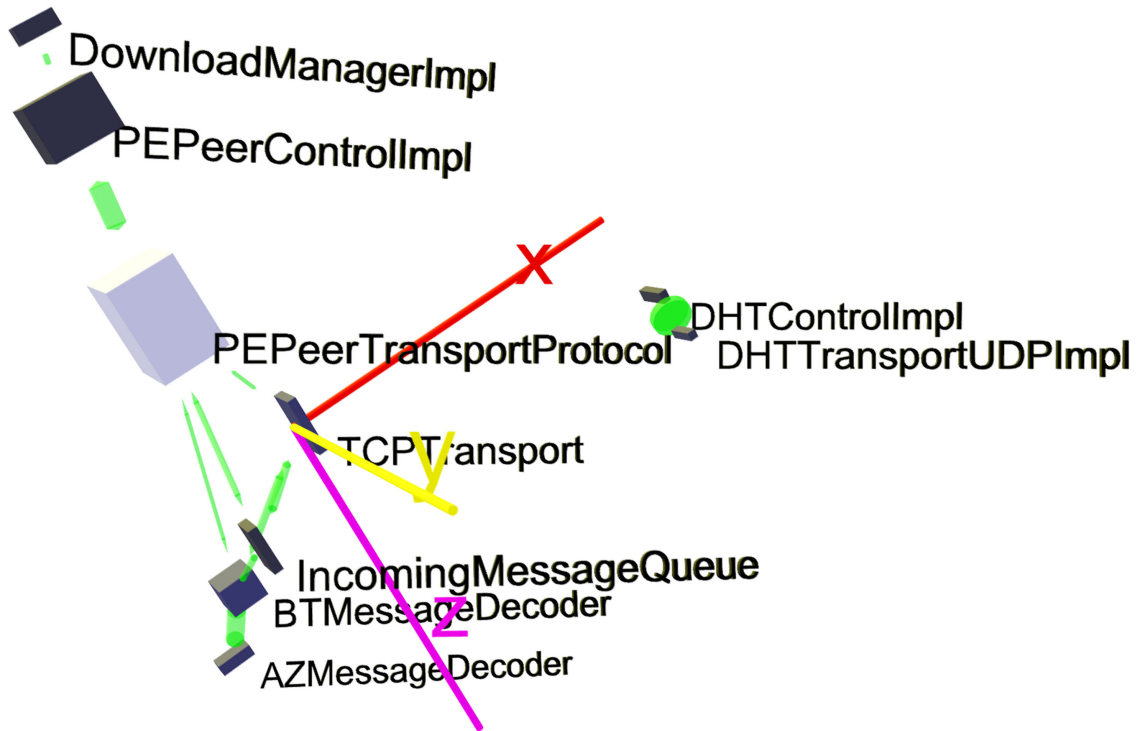 DownloadManagerImpl
PEPeerControlImpl
x
DHTControlImpl
PEPeerTransportProtocol
DHTTransportUDPImpl
TCPTransport
y
IncomingMessageQueue
BTMessageDecoder
z
AZMessageDecoder